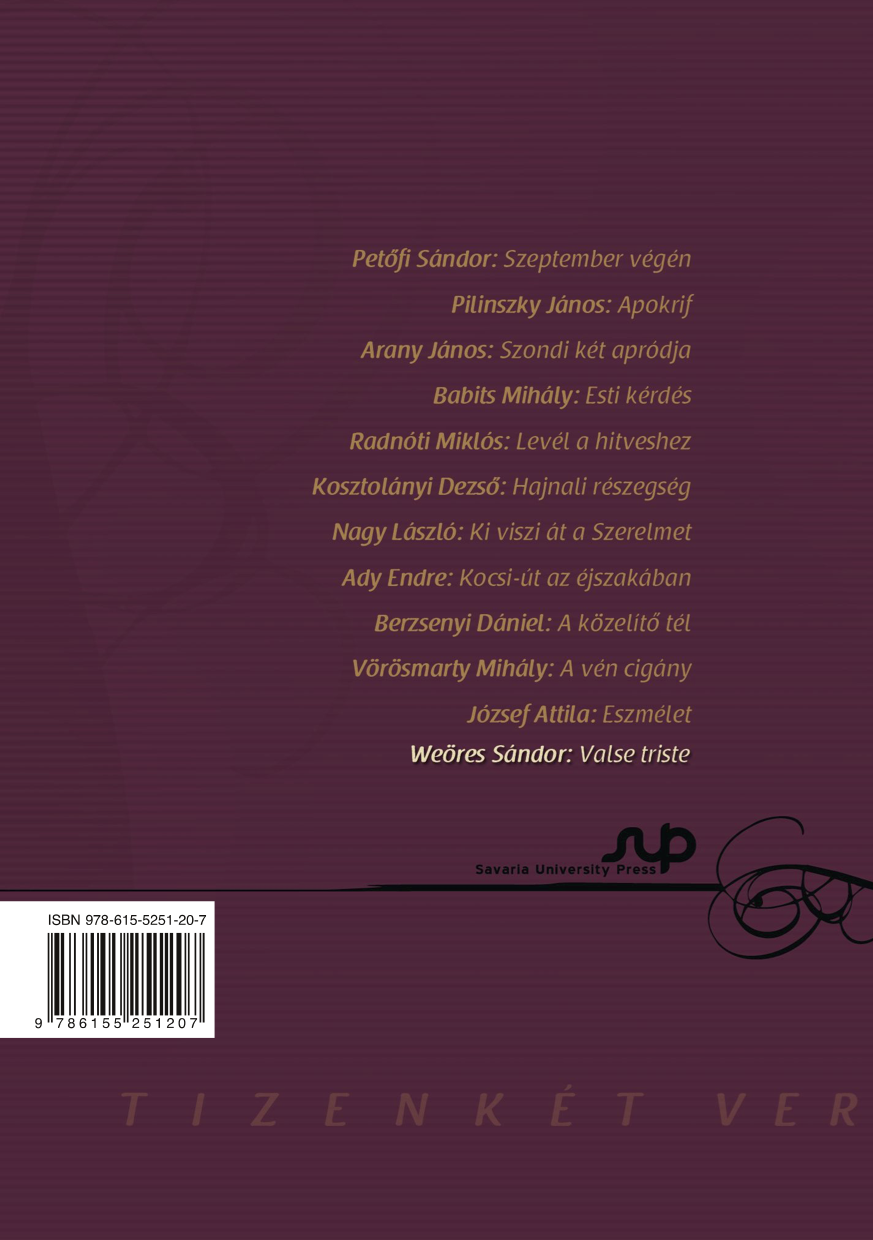 Petőfi Sándor: Szeptember végén
Pilinszky János: Apokrif
Arany János: Szondi két apródja
Babits Mihály: Esti kérdés
Radnóti Miklós: Levél a hitveshez
Kosztolányi Dezső: Hajnali részegség
Nagy László: Ki viszi át a Szerelmet
Ady Endre: Kocsi-út az éjszakában
Berzsenyi Dániel: A közelítő tél
Vörösmarty Mihály: A vén cigány
József Attila: Eszmélet
Weöres Sándor: Valse triste
sup
Savaria University Press
ISBN 978-615-5251-20-7
9 786155 251207
TIZENKÉT VER